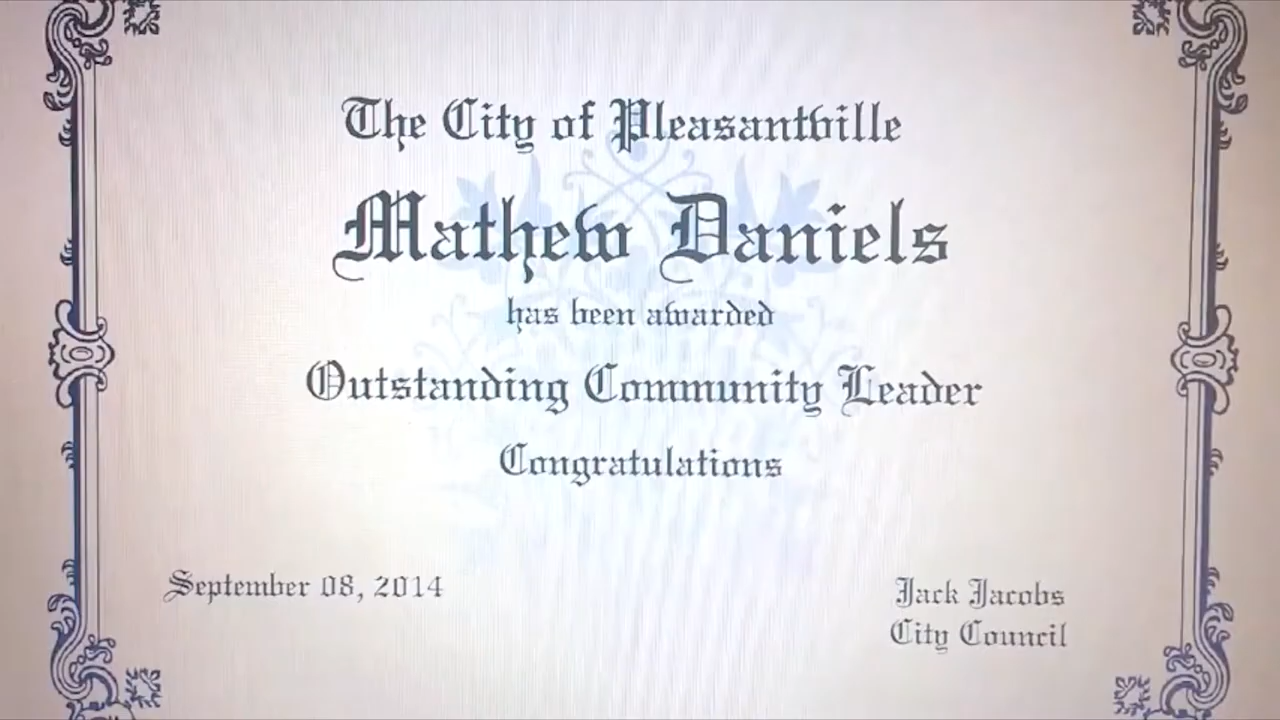 The City of Pleasantville
Mathew Daniels
has been awarded
Outstanding Community Leader
Congratulations
September 08, 2014
Jack Jacobs
City Council